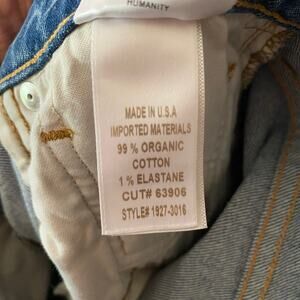 HUMANITY
MADE IN U.S.A
IMPORTED MATERIALS
99 % ORGANIC
COTTON
1 % ELASTANE
CUT# 63906
STYLE# 1927-3016